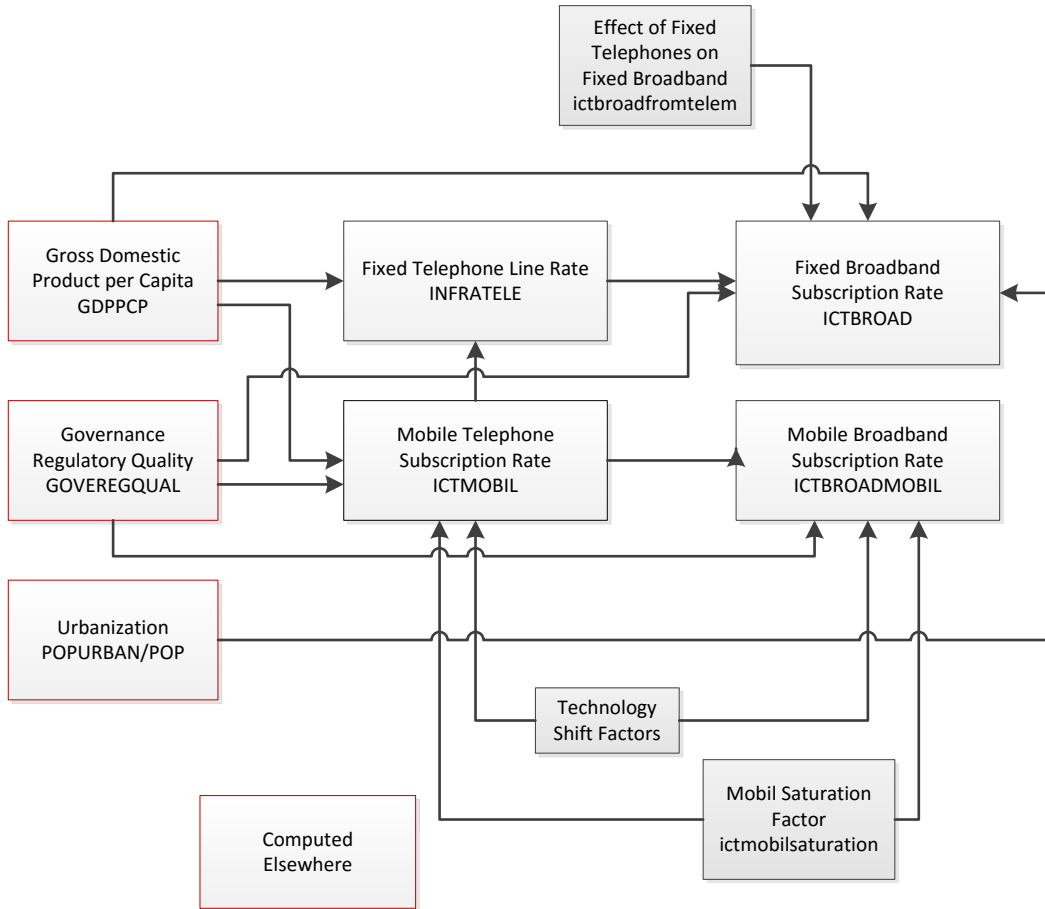 Effect of Fixed
Telephones on
Fixed Broadband
ictbroadfromtelem
Gross Domestic
Product per Capita
GDPPCP
Fixed Telephone Line Rate
INFRATELE
Fixed Broadband
Subscription Rate
ICTBROAD
Governance
Regulatory Quality
GOVEREGQUAL
Mobile Telephone
Subscription Rate
ICTMOBIL
Mobile Broadband
Subscription Rate
ICTBROADMOBIL
Urbanization
POPURBAN/POP
Technology
Shift Factors
Mobil Saturation
Factor
ictmobilsaturation
Computed
Elsewhere